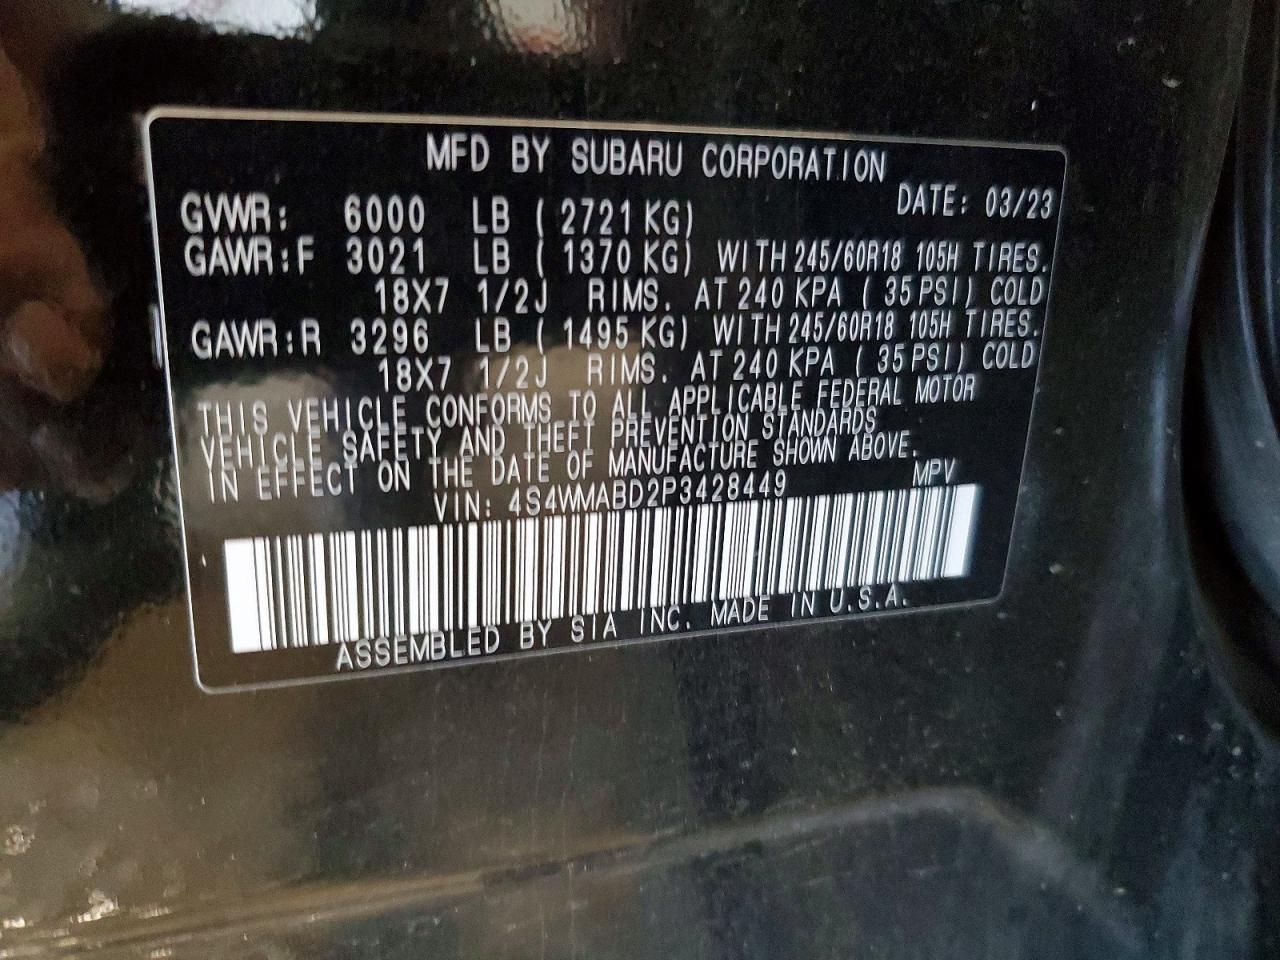 MFD BY SUBARU CORPORATION
DATE: 03/23
GVWR: 6000 LB ( 2721 KG)
GAWR:F 3021 LB ( 1370 KG) WITH 245/60R18 105H TIRES.
18X7 1/2J RIMS. AT 240 KPA ( 35 PSI) COLD
GAWR:R 3296 LB ( 1495 KG) WITH 245/60R18 105H TIRES.
18X7 1/2J RIMS. AT 240 KPA ( 35 PSI) COLD
THIS VEHICLE CONFORMS TO ALL APPLICABLE FEDERAL MOTOR
VEHICLE SAFETY AND THEFT PREVENTION STANDARDS
IN EFFECT ON THE DATE OF MANUFACTURE SHOWN ABOVE.
VIN: 4S4WMABD2P3428449 MPV
ASSEMBLED BY SIA INC. MADE IN U.S.A.